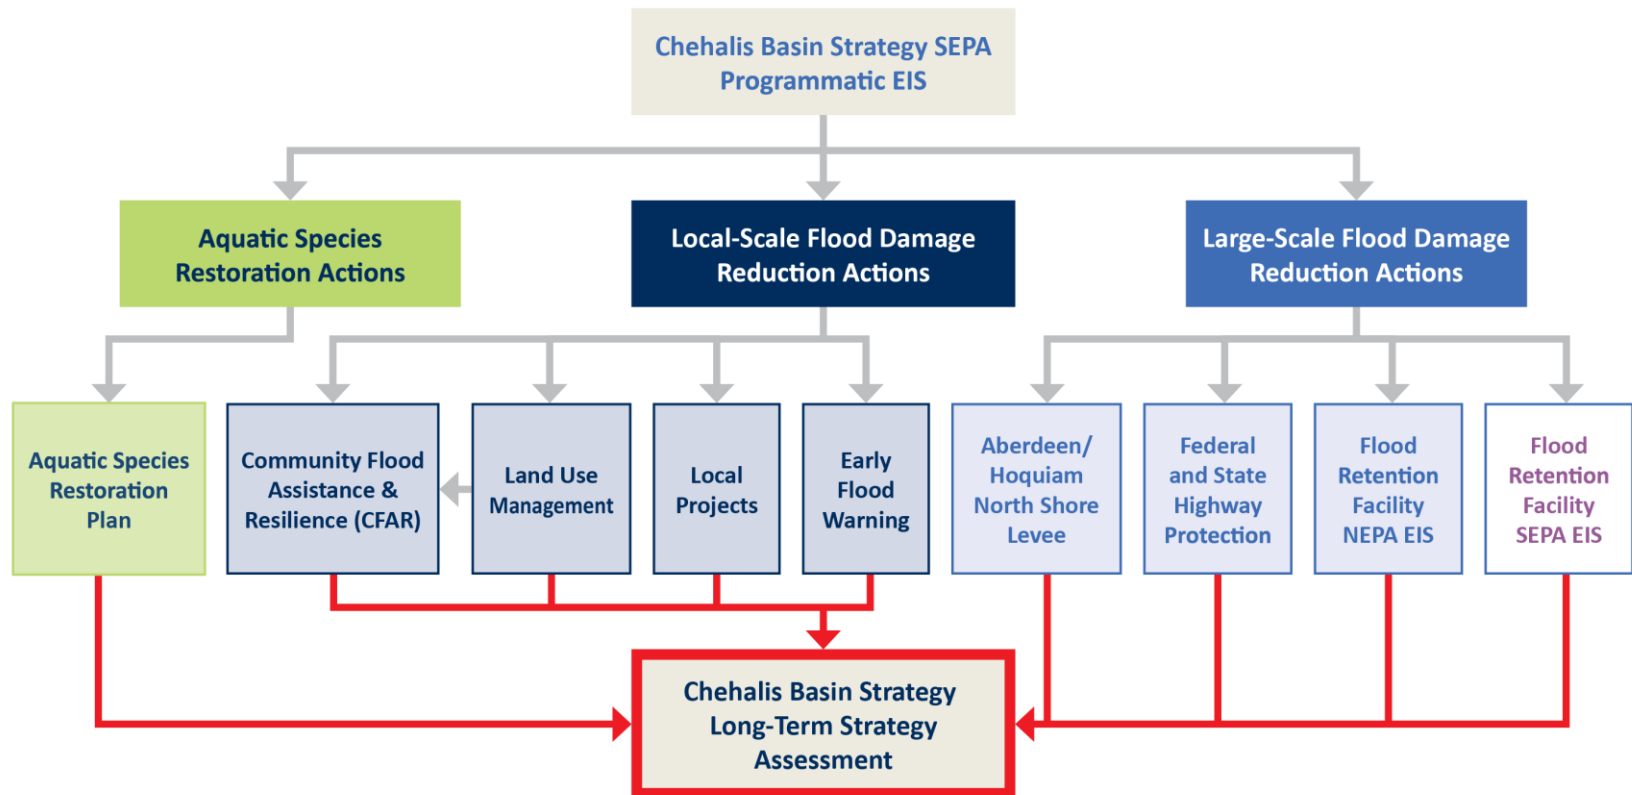 Chehalis Basin Strategy SEPA
Programmatic EIS
Aquatic Species
Restoration Actions
Local-Scale Flood Damage
Reduction Actions
Large-Scale Flood Damage
Reduction Actions
Aquatic Species
Restoration
Plan
Community Flood
Assistance &
Resilience (CFAR)
Land Use
Management
Local
Projects
Early
Flood
Warning
Aberdeen/
Hoquiam
North Shore
Levee
Federal
and State
Highway
Protection
Flood
Retention
Facility
NEPA EIS
Flood
Retention
Facility
SEPA EIS
Chehalis Basin Strategy
Long-Term Strategy
Assessment